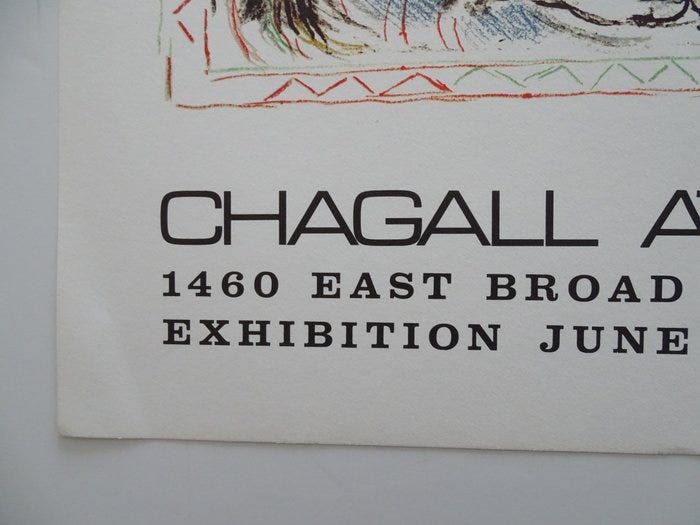 CHAGALL A
1460 EAST BROAD
EXHIBITION JUNE